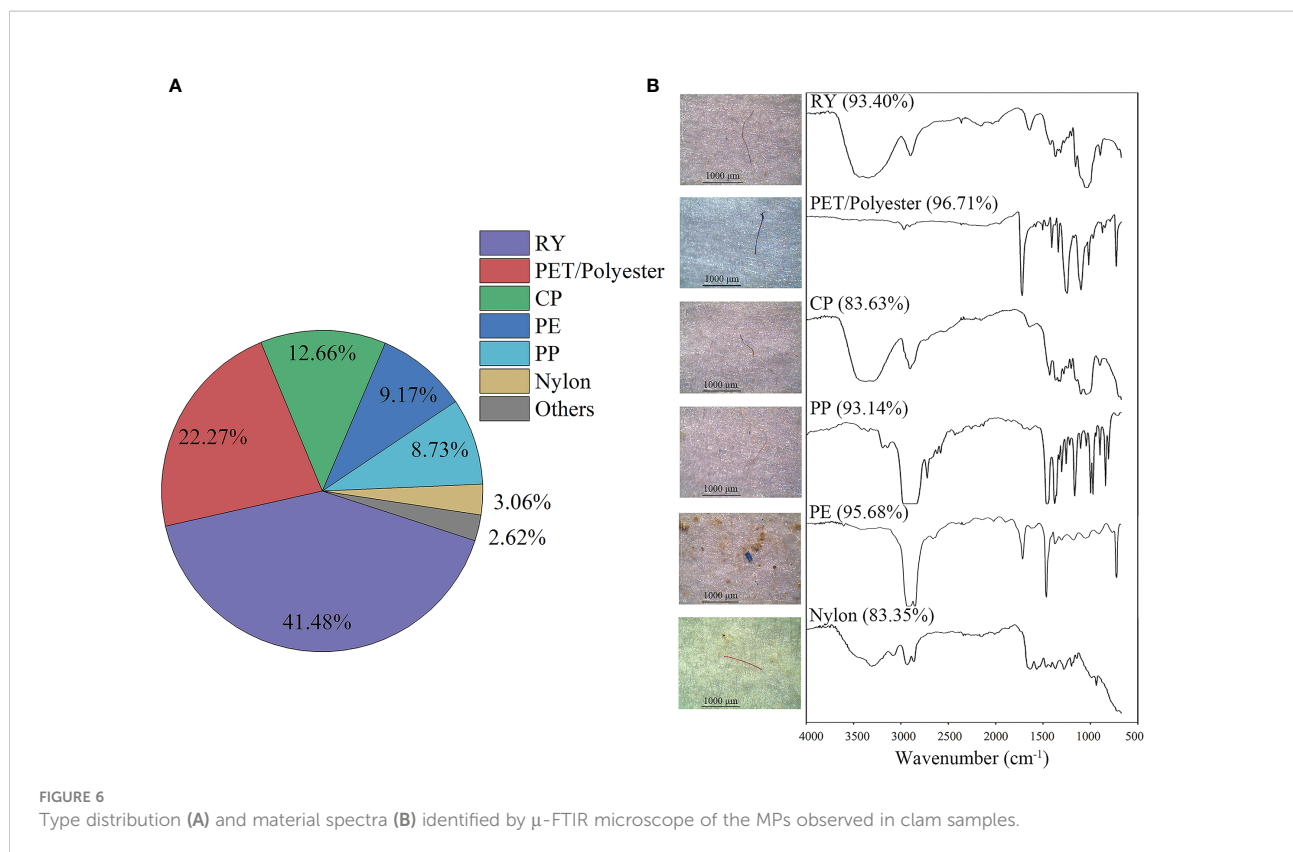 A
RY
PET/Polyester
CP
PE
PP
Nylon
Others
12.66%
9.17%
22.27%
8.73%
3.06%
2.62%
41.48%
B
1000 μm
1000 μm
1000 μm
1000 μm
1000 μm
1000 μm
RY (93.40%)
PET/Polyester (96.71%)
CP (83.63%)
PP (93.14%)
PE (95.68%)
Nylon (83.35%)
4000 3500 3000 2500 2000 1500 1000 500
Wavenumber (cm⁻¹)
FIGURE 6
Type distribution (A) and material spectra (B) identified by μ-FTIR microscope of the MPs observed in clam samples.